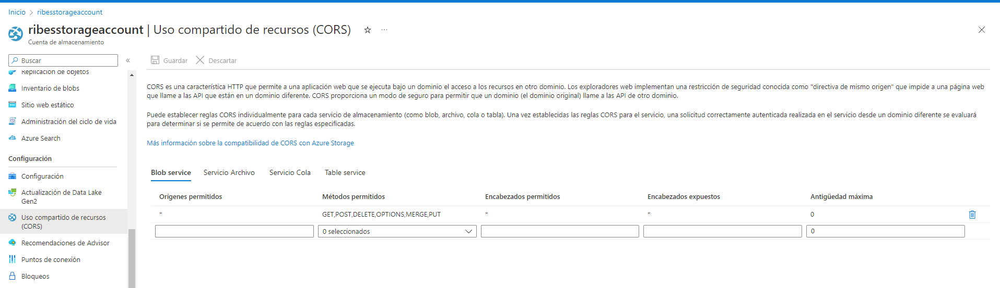 Inicio > ribesstorageaccount
ribesstorageaccount | Uso compartido de recursos (CORS)
Cuenta de almacenamiento
Buscar
«
Replicación de objetos
Inventario de blobs
Sitio web estático
Administración del ciclo de vida
Azure Search
Configuración
Configuración
Actualización de Data Lake
Gen2
Uso compartido de recursos
(CORS)
Recomendaciones de Advisor
Puntos de conexión
Bloqueos
Guardar Descartar
CORS es una característica HTTP que permite a una aplicación web que se ejecuta bajo un dominio el acceso a los recursos en otro dominio. Los exploradores web implementan una restricción de seguridad conocida como "directiva de mismo origen" que impide a una página web
que llame a las API que están en un dominio diferente. CORS proporciona un modo de seguro para permitir que un dominio (el dominio original) llame a las API de otro dominio.
Puede establecer reglas CORS individualmente para cada servicio de almacenamiento (como blob, archivo, cola o tabla). Una vez establecidas las reglas CORS para el servicio, una solicitud correctamente autenticada realizada en el servicio desde un dominio diferente se evaluará
para determinar si se permite de acuerdo con las reglas especificadas.
Más información sobre la compatibilidad de CORS con Azure Storage
Blob service Servicio Archivo Servicio Cola Table service
Orígenes permitidos Métodos permitidos Encabezados permitidos Encabezados expuestos Antigüedad máxima
* GET,POST,DELETE,OPTIONS,MERGE,PUT * * 0
0 seleccionados 0